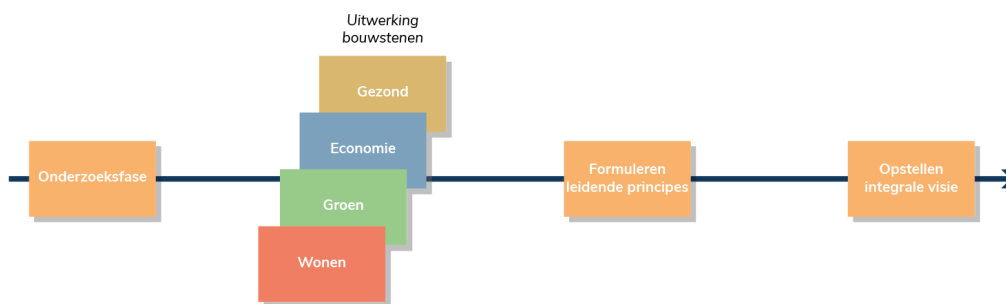 Uitwerking
bouwstenen
Gezond
Economie
Groen
Wonen
Onderzoeksfase
Formuleren
leidende principes
Opstellen
integrale visie